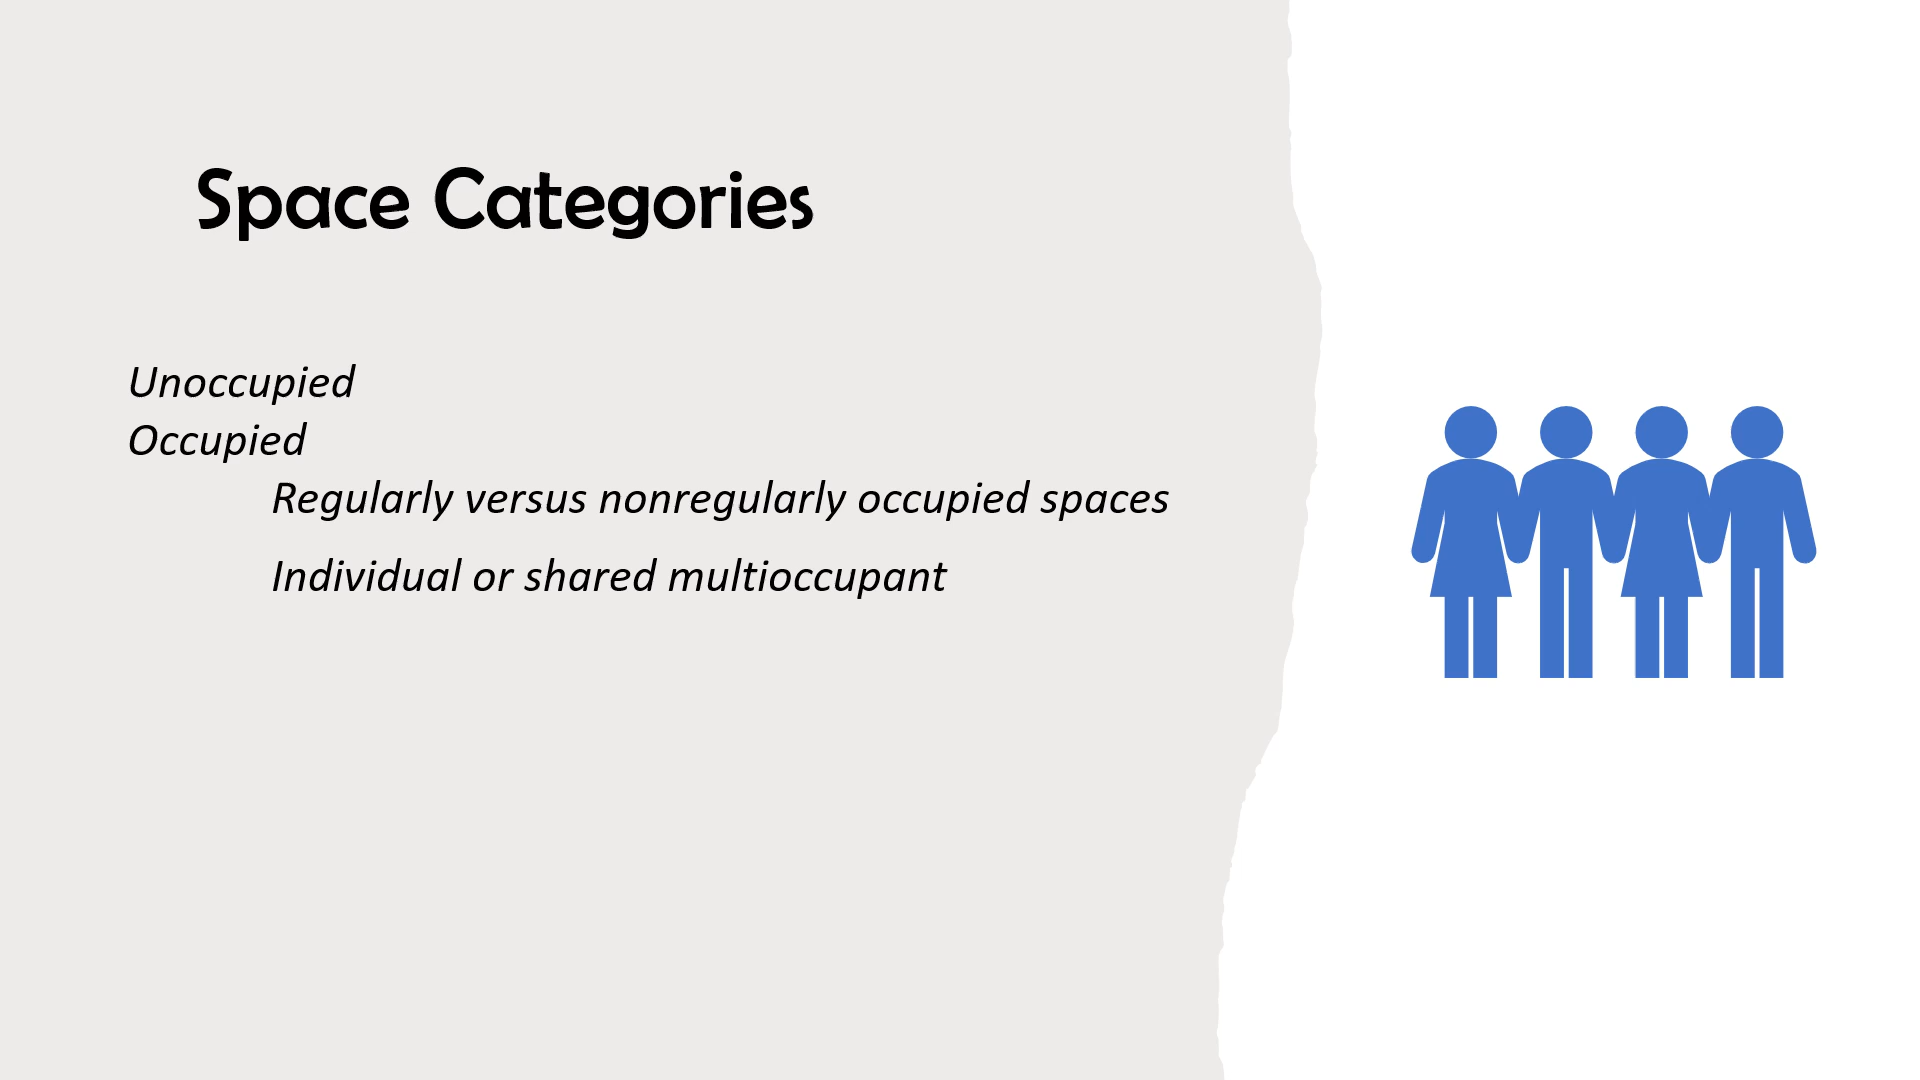 Space Categories
Unoccupied
Occupied
Regularly versus nonregularly occupied spaces
Individual or shared multioccupant